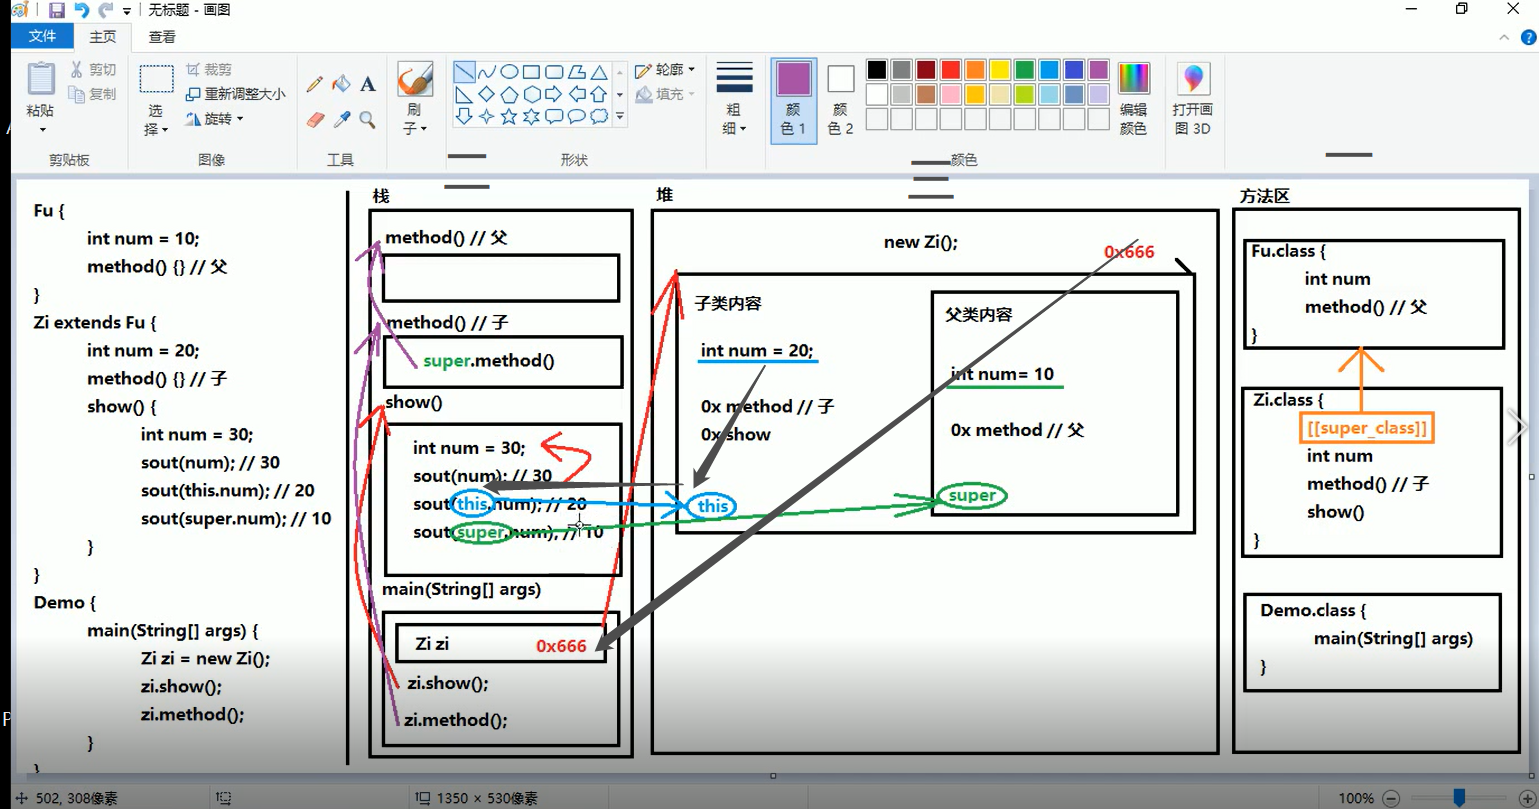 无标题 - 画图
文件
主页
查看
粘贴
剪切
复制
剪贴板
选择
裁剪
重新调整大小
旋转
图像
工具
刷子
轮廓
填充
形状
粗细
颜色 1
颜色 2
编辑颜色
颜色
打开画图 3D
Fu {
int num = 10;
method() {} // 父
}
Zi extends Fu {
int num = 20;
method() {} // 子
show() {
int num = 30;
sout(num); // 30
sout(this.num); // 20
sout(super.num); // 10
}
}
Demo {
main(String[] args) {
Zi zi = new Zi();
zi.show();
zi.method();
}
}
栈
method() // 父
method() // 子
super.method()
show()
int num = 30;
sout(num); // 30
sout(this.num); // 20
sout(super.num); // 10
main(String[] args)
Zi zi 0x666
zi.show();
zi.method();
堆
new Zi();
0x666
子类内容
int num = 20;
0x method // 子
0x show
this
父类内容
int num= 10
0x method // 父
super
方法区
Fu.class {
int num
method() // 父
}
Zi.class {
[[super_class]]
int num
method() // 子
show()
}
Demo.class {
main(String[] args)
}
502, 308像素
1350 × 530像素
100%